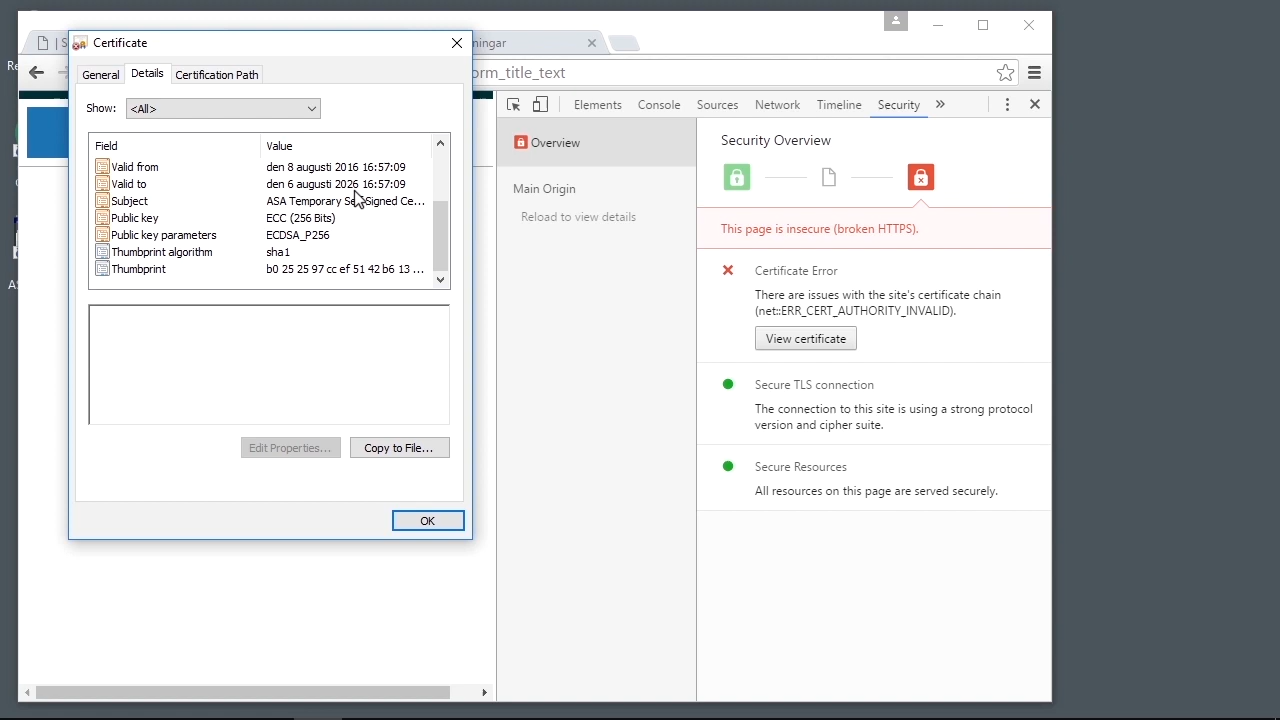 Certificate
General Details Certification Path
Show: <All>
Field Value
Valid from den 8 augusti 2016 16:57:09
Valid to den 6 augusti 2026 16:57:09
Subject ASA Temporary Self Signed Ce...
Public key ECC (256 Bits)
Public key parameters ECDSA_P256
Thumbprint algorithm sha1
Thumbprint b0 25 25 97 cc ef 51 42 b6 13 ...
Edit Properties... Copy to File...
OK
| S
ningar
orm_title_text
Re
AS
Elements Console Sources Network Timeline Security »
Overview
Main Origin
Reload to view details
Security Overview
This page is insecure (broken HTTPS).
Certificate Error
There are issues with the site's certificate chain
(net::ERR_CERT_AUTHORITY_INVALID).
View certificate
Secure TLS connection
The connection to this site is using a strong protocol
version and cipher suite.
Secure Resources
All resources on this page are served securely.